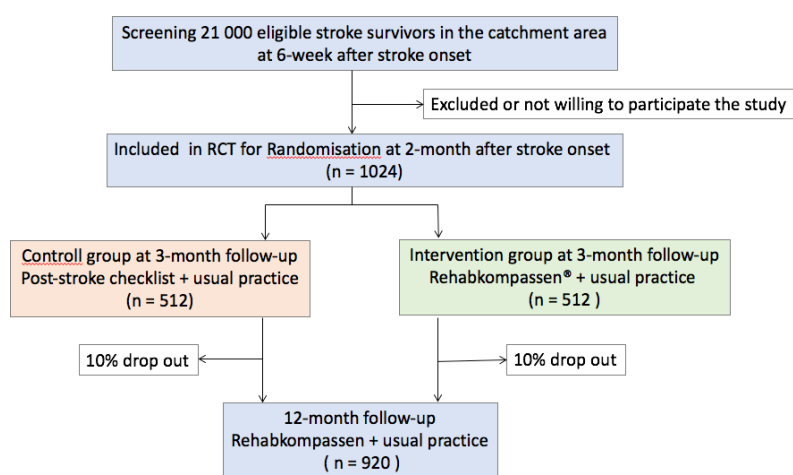 Screening 21 000 eligible stroke survivors in the catchment area
at 6-week after stroke onset
Excluded or not willing to participate the study
Included in RCT for Randomisation at 2-month after stroke onset
(n = 1024)
Controll group at 3-month follow-up
Post-stroke checklist + usual practice
(n = 512)
Intervention group at 3-month follow-up
Rehabkompassen® + usual practice
(n = 512 )
10% drop out
10% drop out
12-month follow-up
Rehabkompassen + usual practice
( n = 920 )